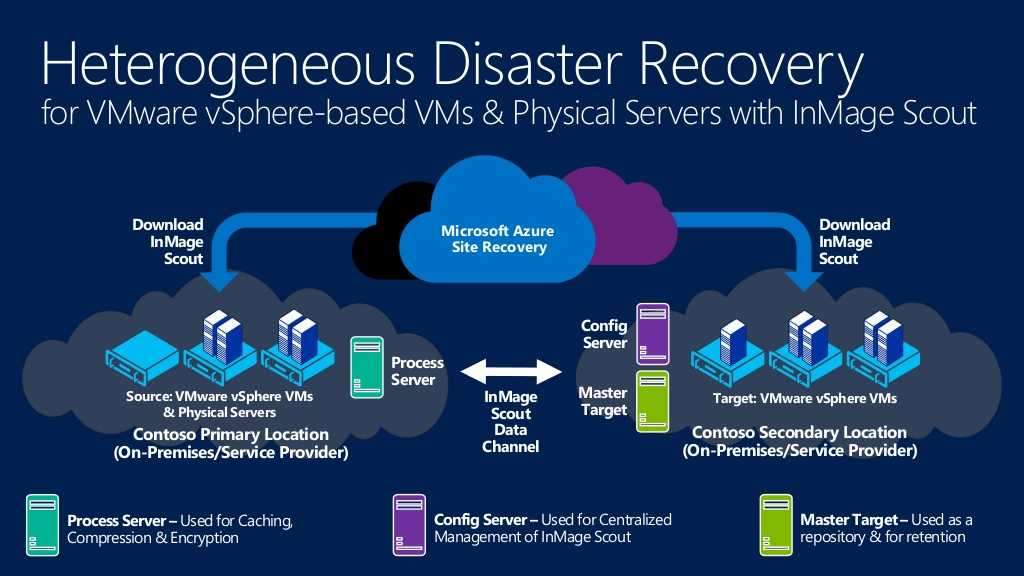 Heterogeneous Disaster Recovery
for VMware vSphere-based VMs & Physical Servers with InMage Scout
Microsoft Azure
Site Recovery
Download
InMage
Scout
Download
InMage
Scout
Process
Server
Source: VMware vSphere VMs
& Physical Servers
Contoso Primary Location
(On-Premises/Service Provider)
InMage
Scout
Data
Channel
Config
Server
Master
Target
Target: VMware vSphere VMs
Contoso Secondary Location
(On-Premises/Service Provider)
Process Server – Used for Caching,
Compression & Encryption
Config Server – Used for Centralized
Management of InMage Scout
Master Target – Used as a
repository & for retention